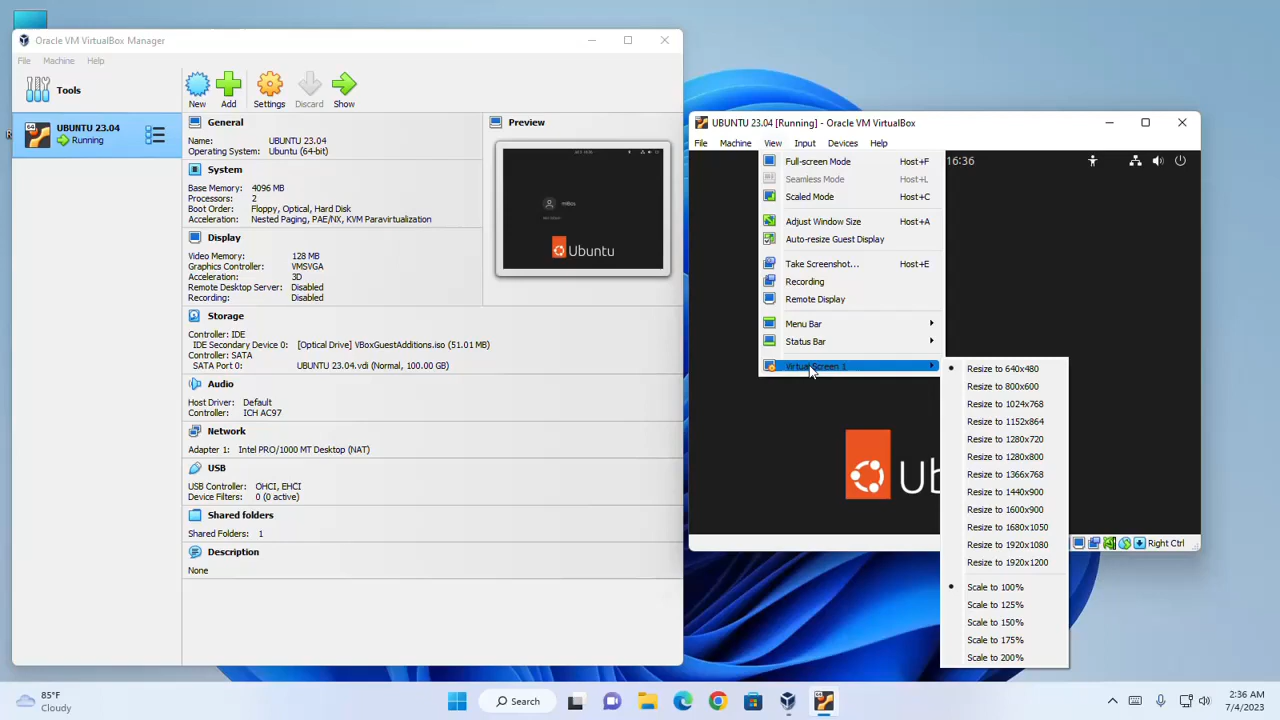 Oracle VM VirtualBox Manager
File Machine Help
Tools
New Add Settings Discard Show
UBUNTU 23.04
Running
General
Name: UBUNTU 23.04
Operating System: Ubuntu (64-bit)
System
Base Memory: 4096 MB
Processors: 2
Boot Order: Floppy, Optical, Hard Disk
Acceleration: Nested Paging, PAE/NX, KVM Paravirtualization
Display
Video Memory: 128 MB
Graphics Controller: VMSVGA
Acceleration: 3D
Remote Desktop Server: Disabled
Recording: Disabled
Storage
Controller: IDE
IDE Secondary Device 0: [Optical Drive] VBoxGuestAdditions.iso (51.01 MB)
Controller: SATA
SATA Port 0: UBUNTU 23.04.vdi (Normal, 100.00 GB)
Audio
Host Driver: Default
Controller: ICH AC97
Network
Adapter 1: Intel PRO/1000 MT Desktop (NAT)
USB
USB Controller: OHCI, EHCI
Device Filters: 0 (0 active)
Shared folders
Shared Folders: 1
Description
None
Preview
Ubuntu
UBUNTU 23.04 [Running] - Oracle VM VirtualBox
File Machine View Input Devices Help
16:36
Full-screen Mode Host+F
Seamless Mode Host+L
Scaled Mode Host+C
Adjust Window Size Host+A
Auto-resize Guest Display
Take Screenshot... Host+E
Recording
Remote Display
Menu Bar
Status Bar
Virtual Screen 1
Resize to 640x480
Resize to 800x600
Resize to 1024x768
Resize to 1152x864
Resize to 1280x720
Resize to 1280x800
Resize to 1366x768
Resize to 1440x900
Resize to 1600x900
Resize to 1680x1050
Resize to 1920x1080
Resize to 1920x1200
Scale to 100%
Scale to 125%
Scale to 150%
Scale to 175%
Scale to 200%
Ub
Right Ctrl
85°F
Cloudy
Search
2:36 AM
7/4/2023